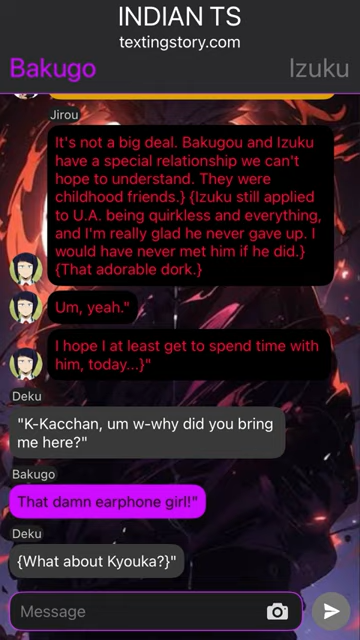 INDIAN TS
textingstory.com
Bakugo
Izuku
Jirou
It's not a big deal. Bakugou and Izuku
have a special relationship we can't
hope to understand. They were
childhood friends.} {Izuku still applied
to U.A. being quirkless and everything,
and I'm really glad he never gave up. I
would have never met him if he did.}
{That adorable dork.}
Um, yeah."
I hope I at least get to spend time with
him, today...}"
Deku
"K-Kacchan, um w-why did you bring
me here?"
Bakugo
That damn earphone girl!"
Deku
{What about Kyouka?}"
Message